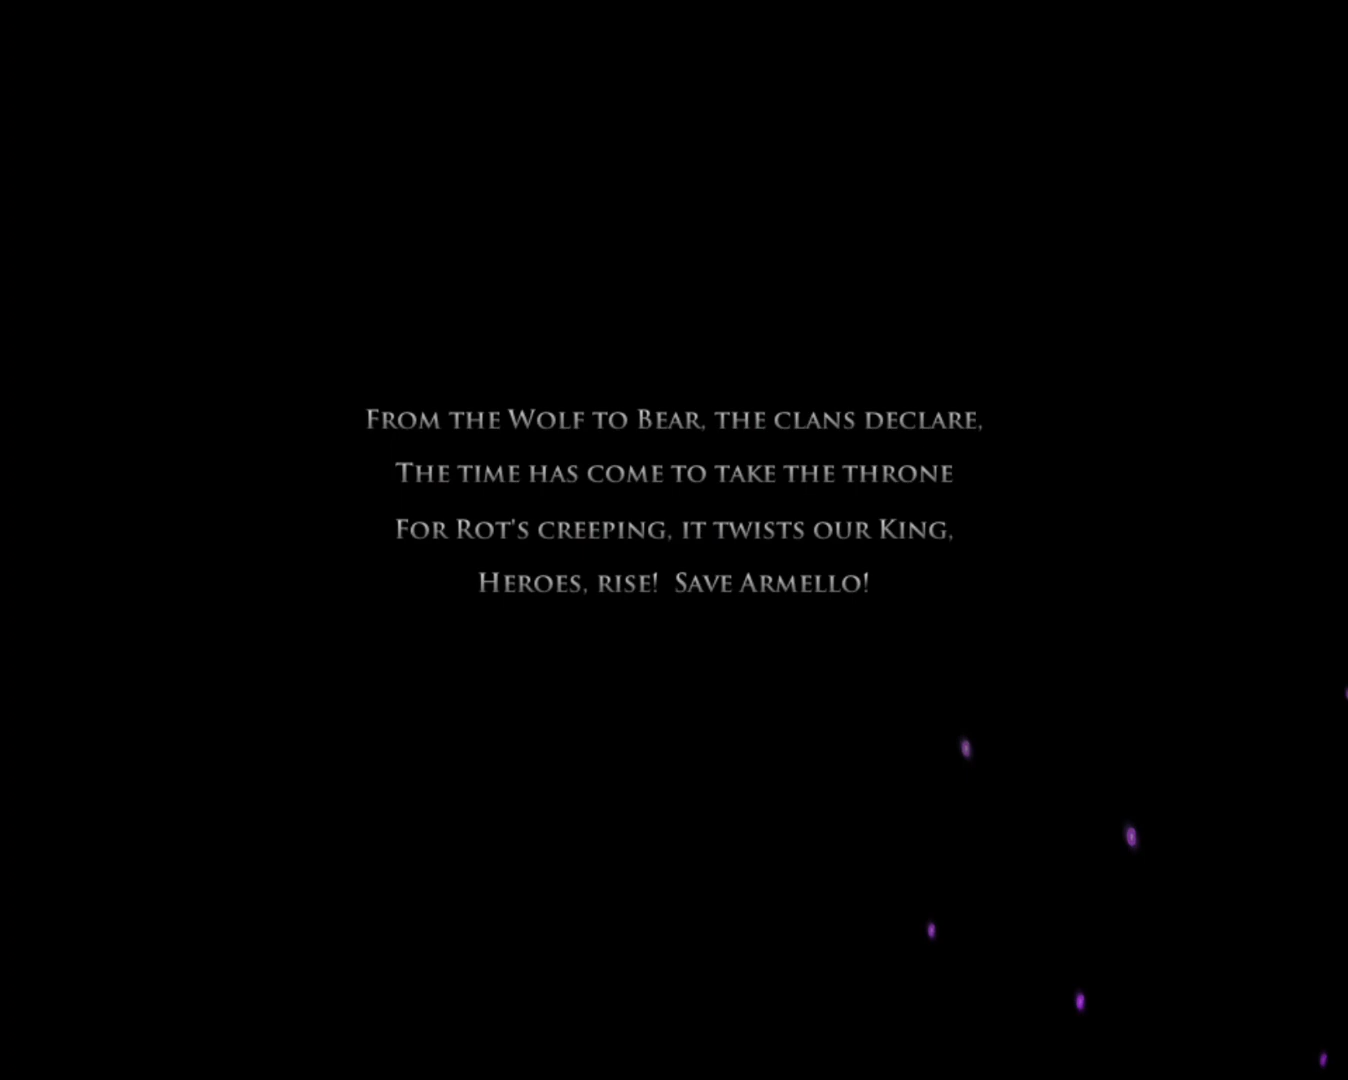 From the Wolf to Bear, the clans declare,
The time has come to take the throne
For Rot's creeping, it twists our King,
Heroes, rise!  Save Armello!